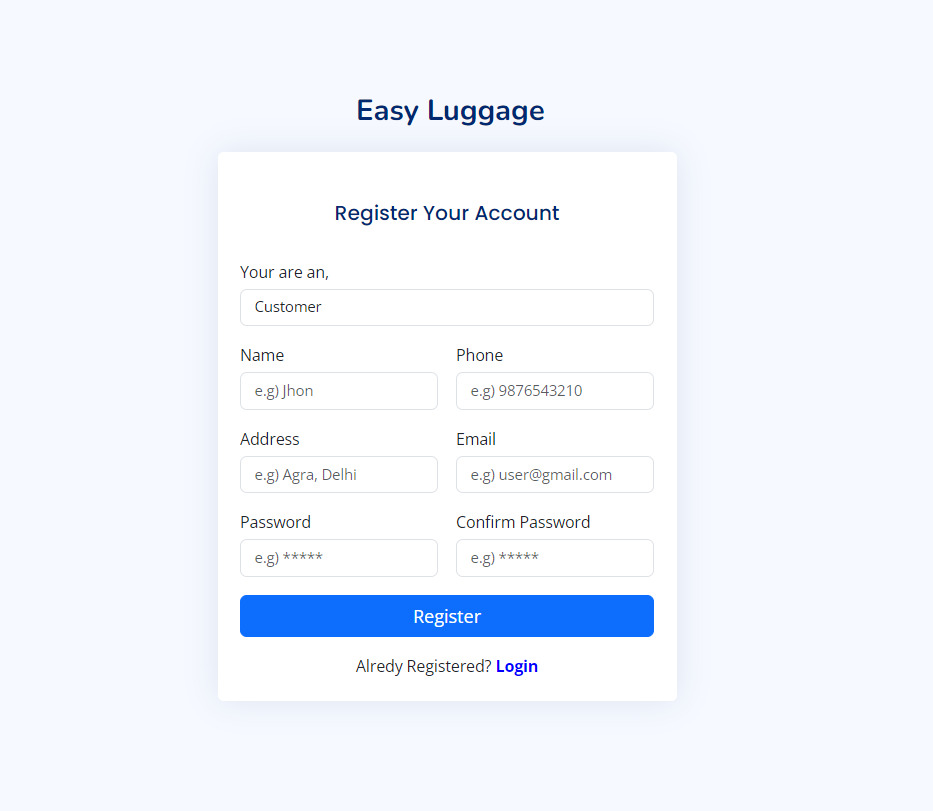 Easy Luggage
Register Your Account
Your are an,
Customer
Name Phone
e.g) Jhon e.g) 9876543210
Address Email
e.g) Agra, Delhi e.g) user@gmail.com
Password Confirm Password
e.g) ***** e.g) *****
Register
Alredy Registered? Login